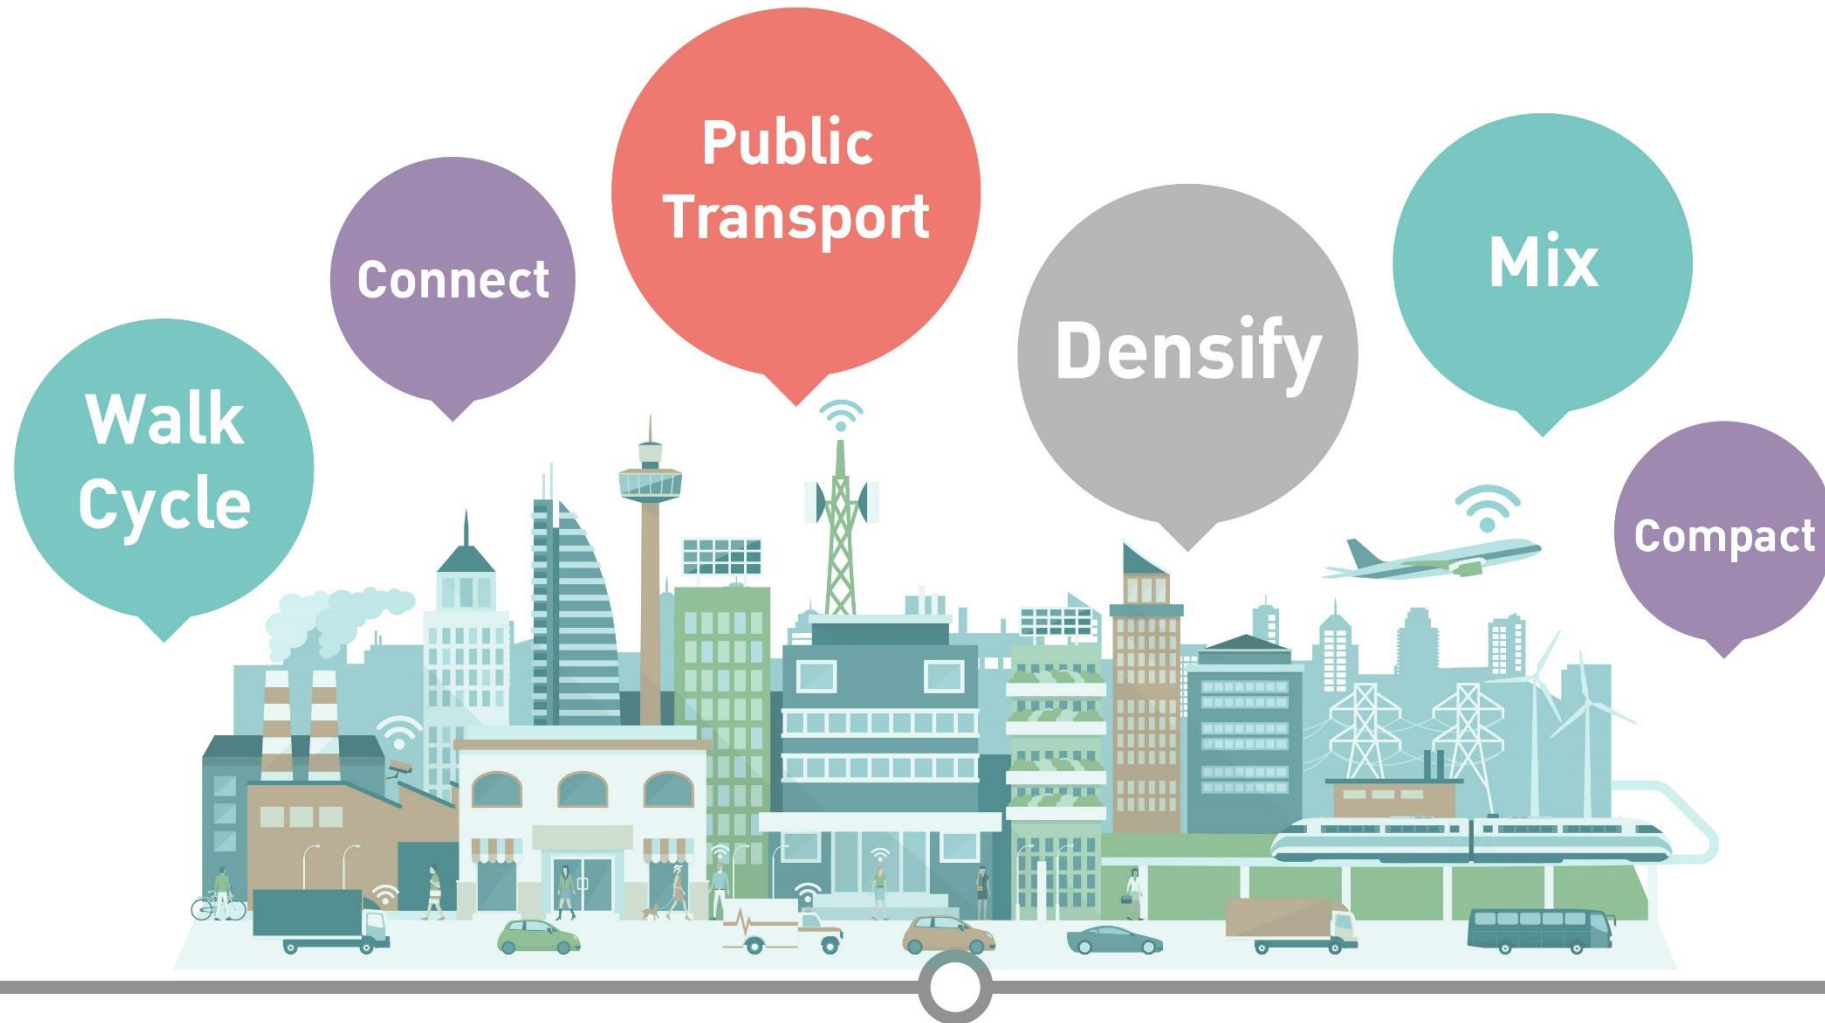 Walk
Cycle
Connect
Public
Transport
Densify
Mix
Compact